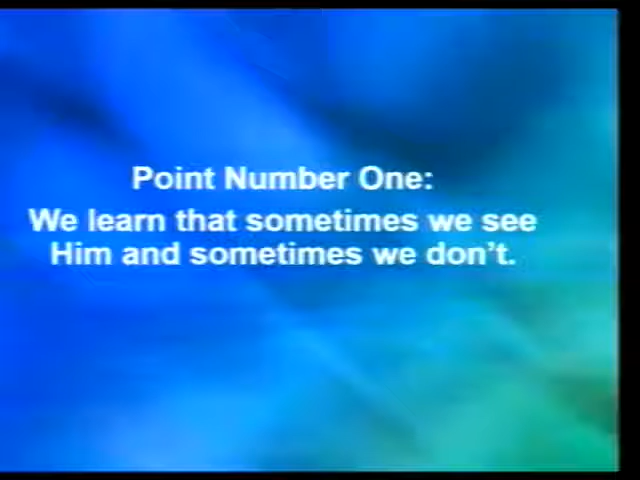 Point Number One:
We learn that sometimes we see
Him and sometimes we don't.